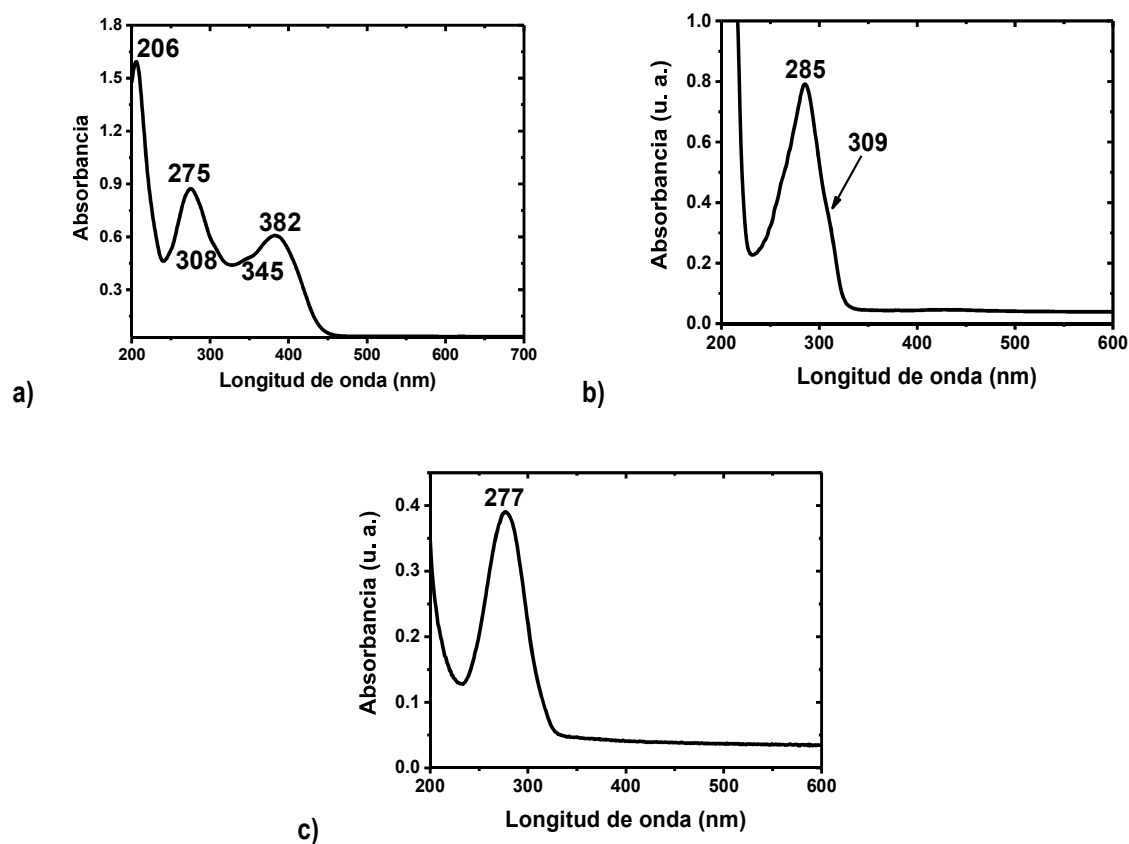 1.8
206
1.5
1.2
275
0.9
382
0.6
308
345
0.3
200 300 400 500 600 700
Absorbancia
Longitud de onda (nm)
a)
1.0
285
0.8
309
0.6
0.4
0.2
0.0
200 300 400 500 600
Absorbancia (u. a.)
Longitud de onda (nm)
b)
277
0.4
0.3
0.2
0.1
0.0
200 300 400 500 600
Absorbancia (u. a.)
Longitud de onda (nm)
c)